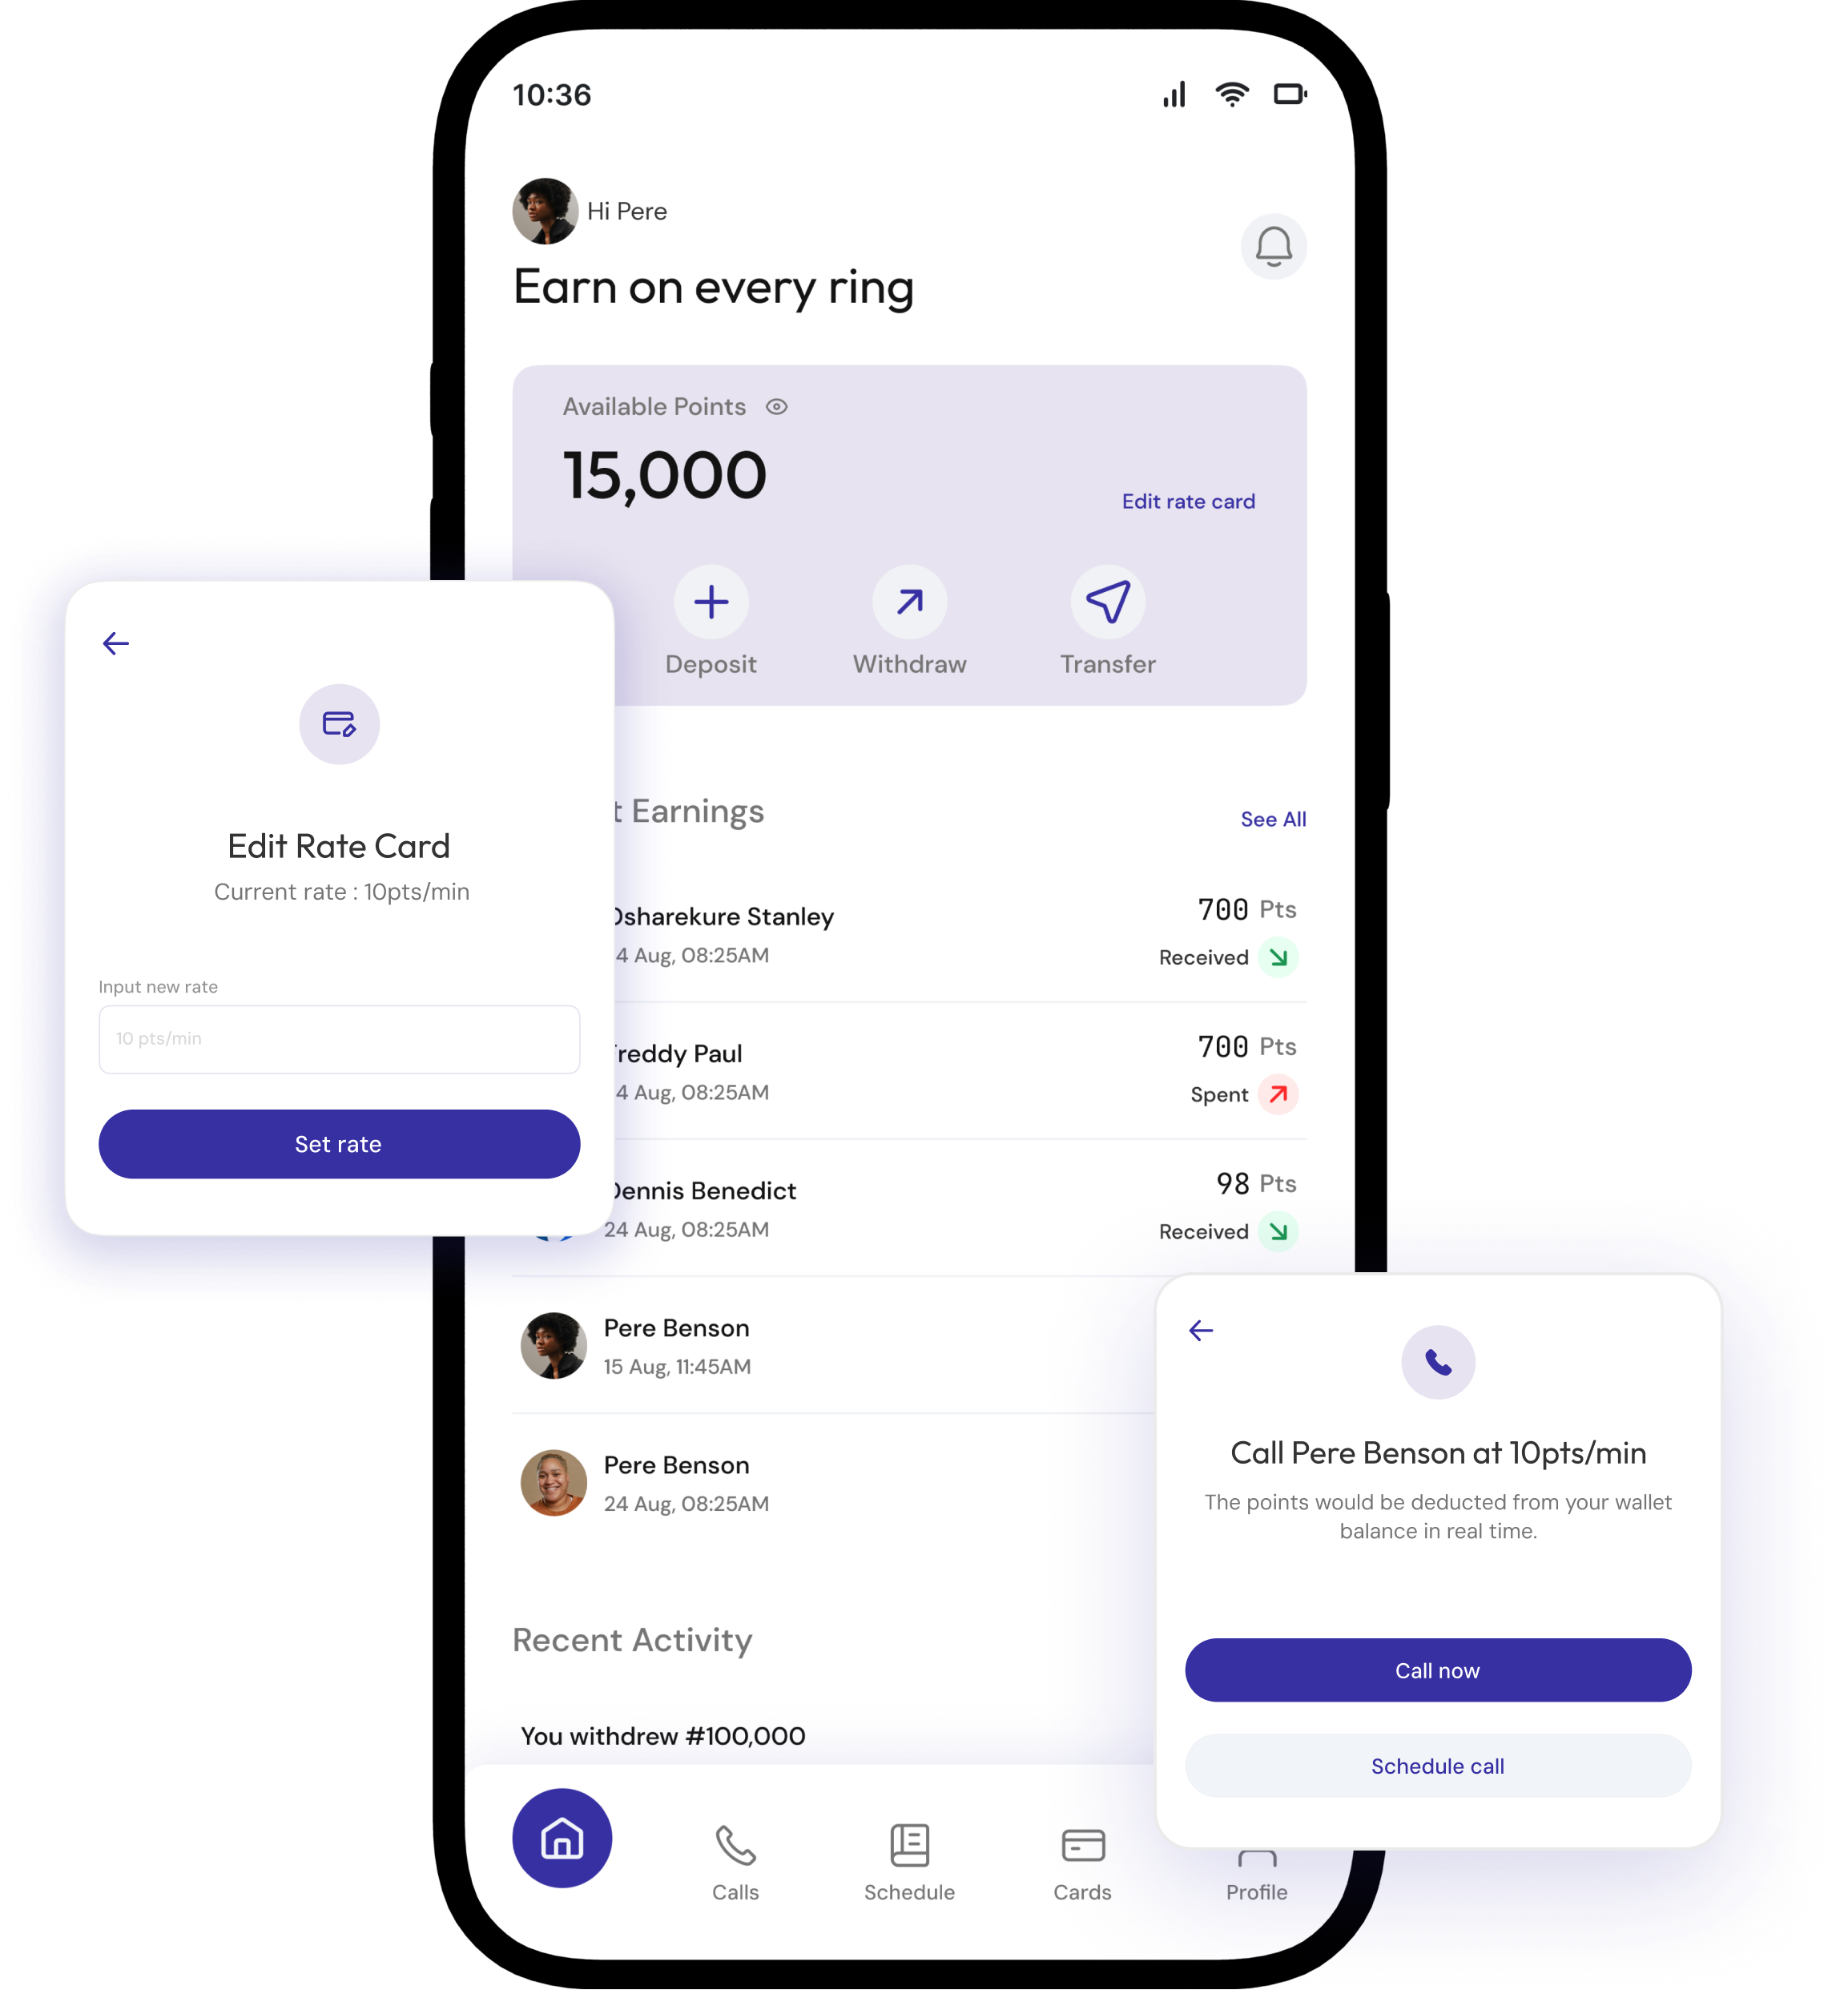 10:36
Hi Pere
Earn on every ring
Available Points
15,000
Edit rate card
Deposit
Withdraw
Transfer
Earnings
See All
Stanley
700 Pts
Aug, 08:25AM
Received
Paul
700 Pts
Aug, 08:25AM
Spent
Benedict
98 Pts
24 Aug, 08:25AM
Received
Pere Benson
15 Aug, 11:45AM
Pere Benson
24 Aug, 08:25AM
Recent Activity
You withdrew #100,000
Calls
Schedule
Cards
Profile
Edit Rate Card
Current rate : 10pts/min
Input new rate
10 pts/min
Set rate
Call Pere Benson at 10pts/min
The points would be deducted from your wallet
balance in real time.
Call now
Schedule call